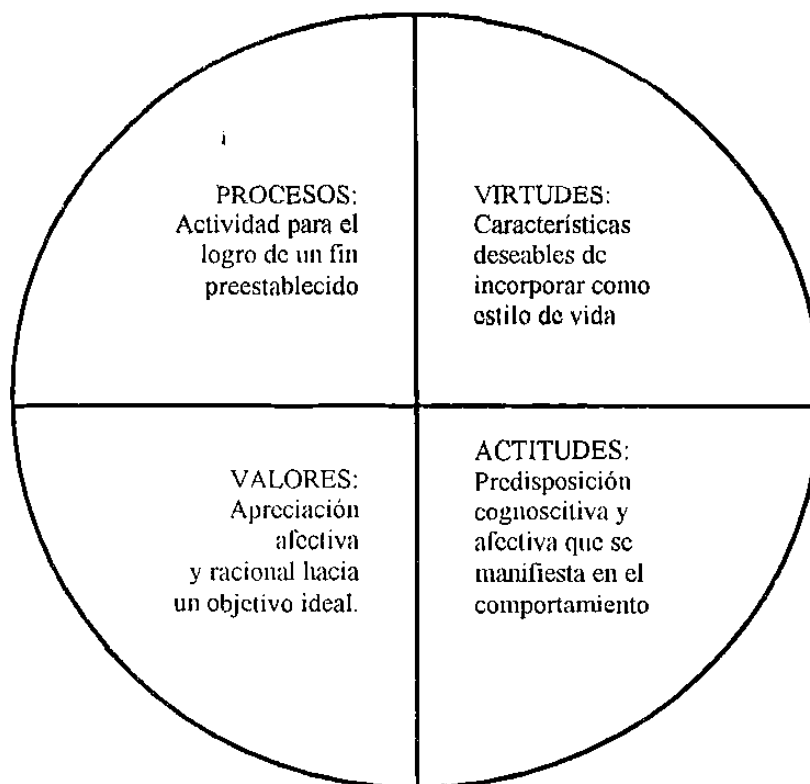 PROCESOS:
Actividad para el
logro de un fin
preestablecido
VIRTUDES:
Características
deseables de
incorporar como
estilo de vida
VALORES:
Apreciación
afectiva
y racional hacia
un objetivo ideal.
ACTITUDES:
Predisposición
cognoscitiva y
afectiva que se
manifiesta en el
comportamiento